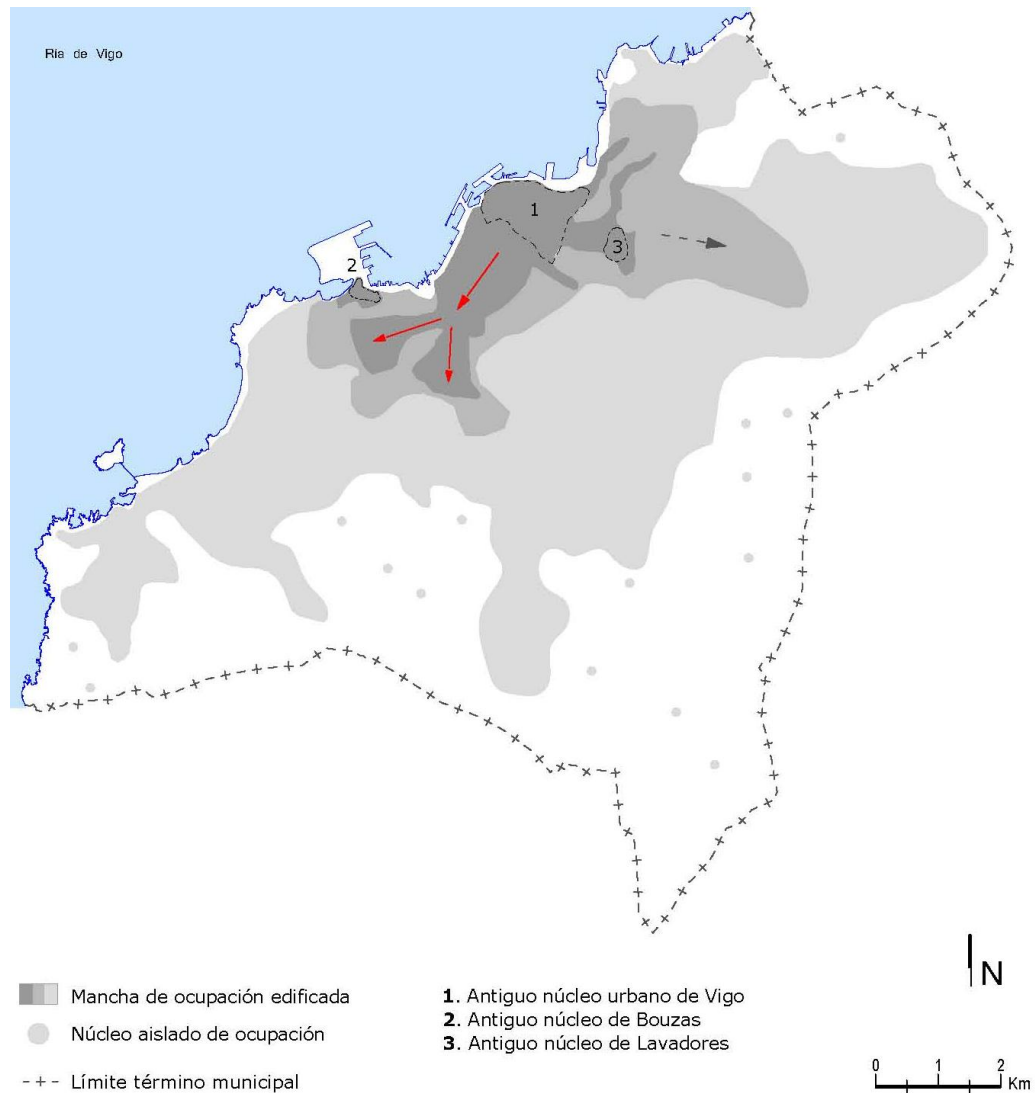 Ria de Vigo
1
2
3
N
Mancha de ocupación edificada
Núcleo aislado de ocupación
Límite término municipal
1. Antiguo núcleo urbano de Vigo
2. Antiguo núcleo de Bouzas
3. Antiguo núcleo de Lavadores
0 1 2
Km